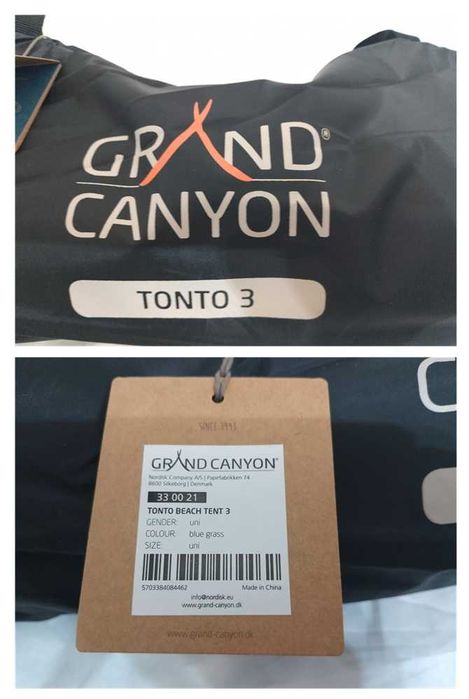 GRAND®
CANYON
TONTO 3
SINCE 1993
GRAND CANYON®
Nordisk Company A/S | Papirfabrikken 74
8600 Silkeborg | Denmark
33 00 21
TONTO BEACH TENT 3
GENDER: uni
COLOUR: blue grass
SIZE: uni
5703384084462 Made in China
info@nordisk.eu
www.grand-canyon.dk
www.grand-canyon.dk